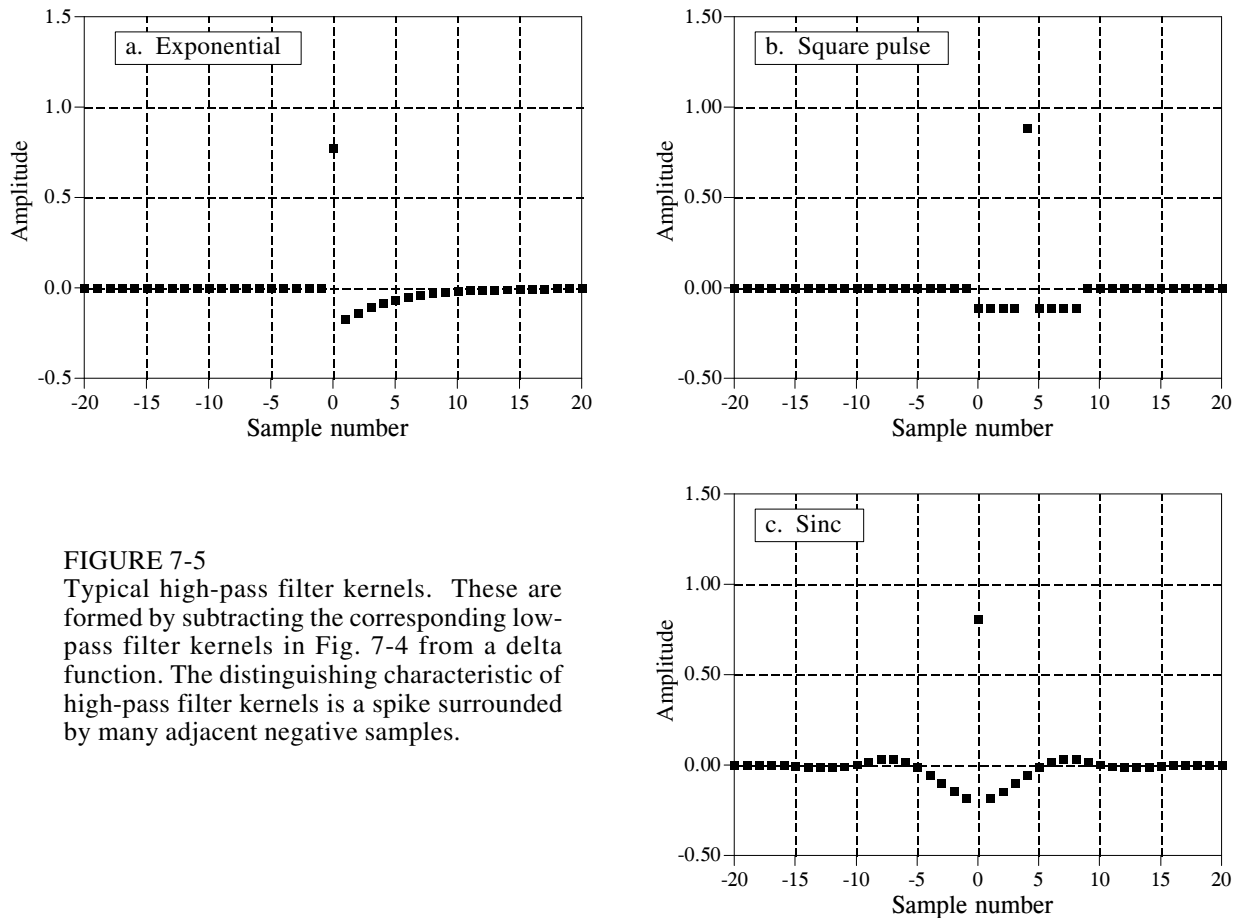 a. Exponential
Amplitude
1.5
1.0
0.5
0.0
-0.5
-20 -15 -10 -5 0 5 10 15 20
Sample number
b. Square pulse
Amplitude
1.50
1.00
0.50
0.00
-0.50
-20 -15 -10 -5 0 5 10 15 20
Sample number
FIGURE 7-5
Typical high-pass filter kernels. These are
formed by subtracting the corresponding low-
pass filter kernels in Fig. 7-4 from a delta
function. The distinguishing characteristic of
high-pass filter kernels is a spike surrounded
by many adjacent negative samples.
c. Sinc
Amplitude
1.50
1.00
0.50
0.00
-0.50
-20 -15 -10 -5 0 5 10 15 20
Sample number